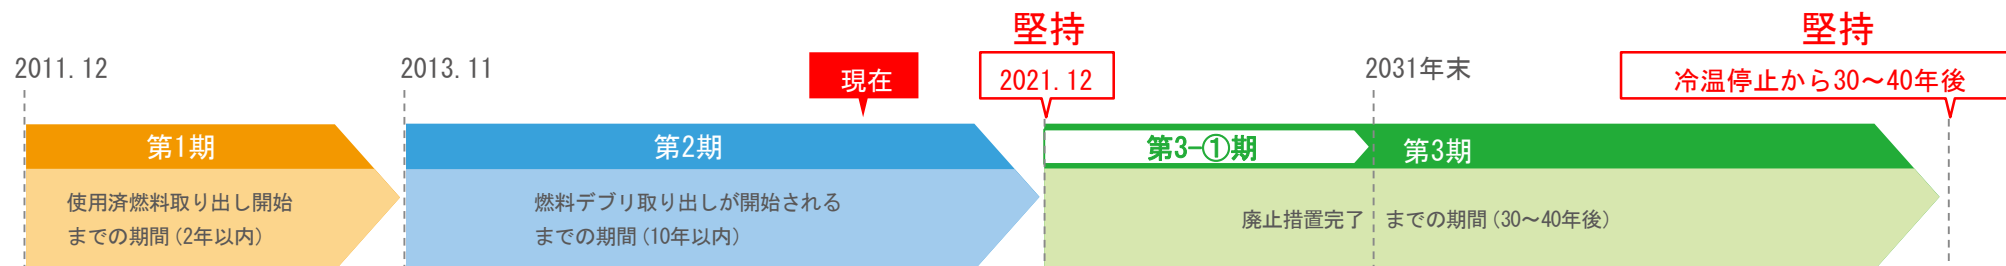 堅持
堅持
2011.12
2013.11
現在
2021.12
2031年末
冷温停止から30～40年後
第1期
第2期
第3-①期
第3期
使用済燃料取り出し開始
までの期間(2年以内)
燃料デブリ取り出しが開始される
までの期間(10年以内)
廃止措置完了までの期間(30～40年後)